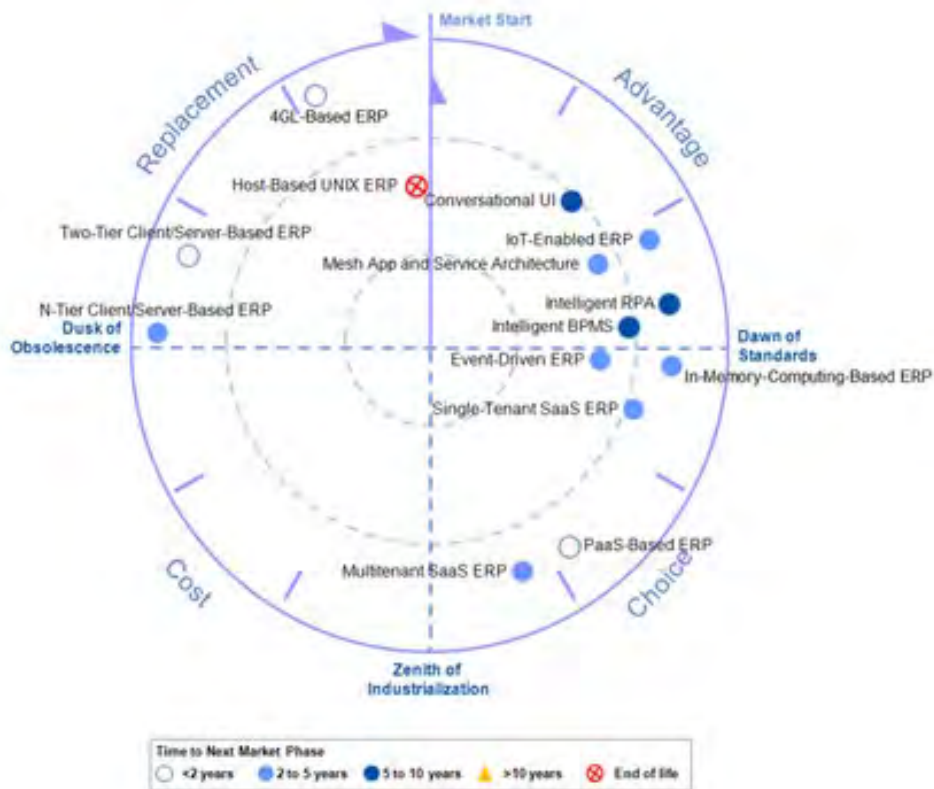 Market Start
Replacement
Advantage
4GL-Based ERP
Host-Based UNIX ERP
Conversational UI
Two-Tier Client/Server-Based ERP
IoT-Enabled ERP
Mesh App and Service Architecture
N-Tier Client/Server-Based ERP
Intelligent RPA
Intelligent BPMS
Dusk of
Obsolescence
Dawn of
Standards
Event-Driven ERP
In-Memory-Computing-Based ERP
Single-Tenant SaaS ERP
PaaS-Based ERP
Multitenant SaaS ERP
Cost
Choice
Zenith of
Industrialization
Time to Next Market Phase
<2 years 2 to 5 years 5 to 10 years >10 years End of life